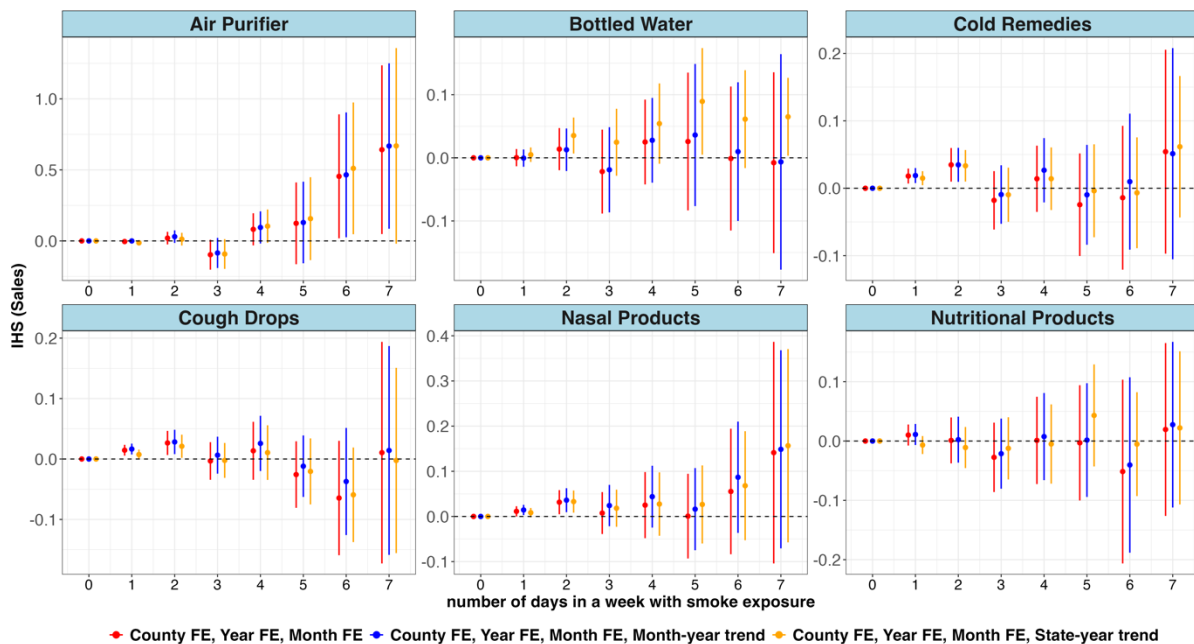 Air Purifier
Bottled Water
Cold Remedies
1.0
0.5
0.0
0 1 2 3 4 5 6 7
0.1
0.0
-0.1
0 1 2 3 4 5 6 7
0.2
0.1
0.0
-0.1
0 1 2 3 4 5 6 7
IHS (Sales)
Cough Drops
Nasal Products
Nutritional Products
0.2
0.1
0.0
-0.1
0 1 2 3 4 5 6 7
0.4
0.3
0.2
0.1
0.0
-0.1
0 1 2 3 4 5 6 7
0.1
0.0
-0.1
-0.2
0 1 2 3 4 5 6 7
number of days in a week with smoke exposure
County FE, Year FE, Month FE
County FE, Year FE, Month FE, Month-year trend
County FE, Year FE, Month FE, State-year trend